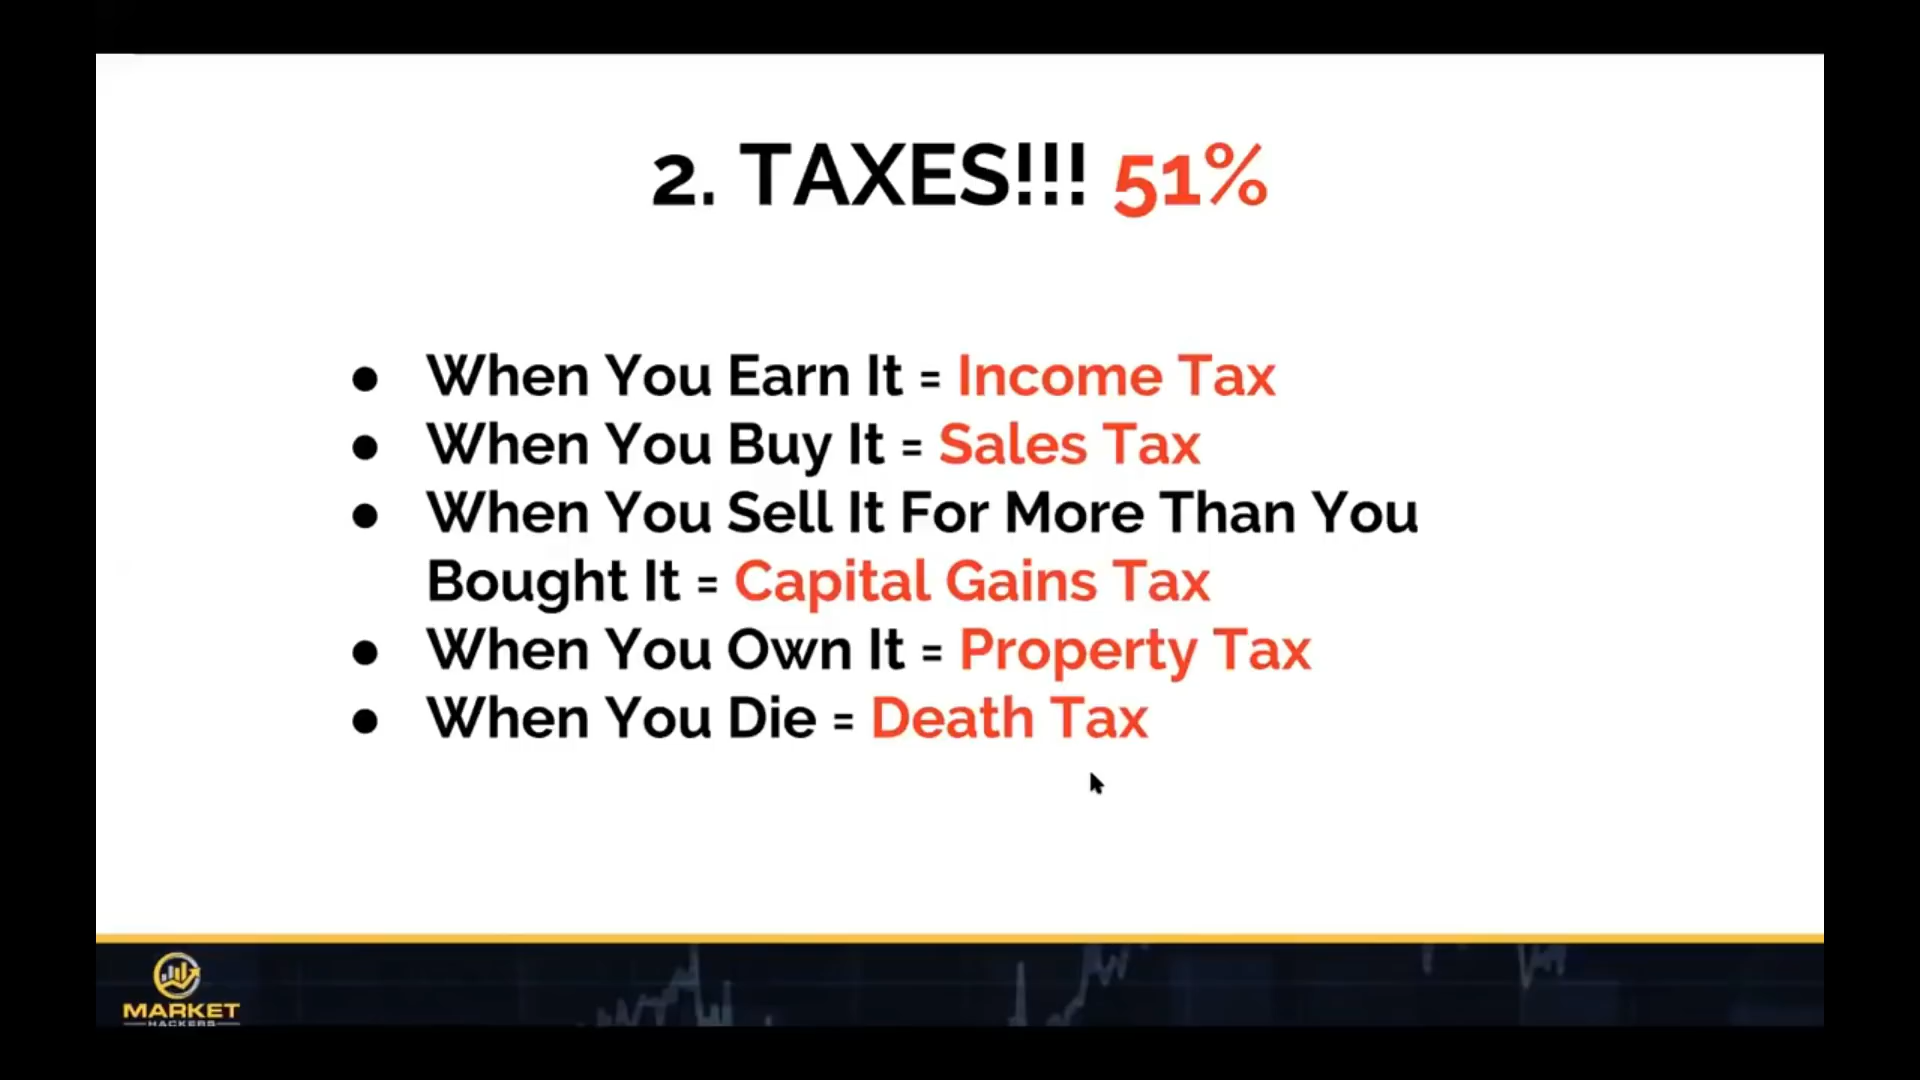 2. TAXES!!! 51%
● When You Earn It = Income Tax
● When You Buy It = Sales Tax
● When You Sell It For More Than You
Bought It = Capital Gains Tax
● When You Own It = Property Tax
● When You Die = Death Tax
MARKET
HACKERS